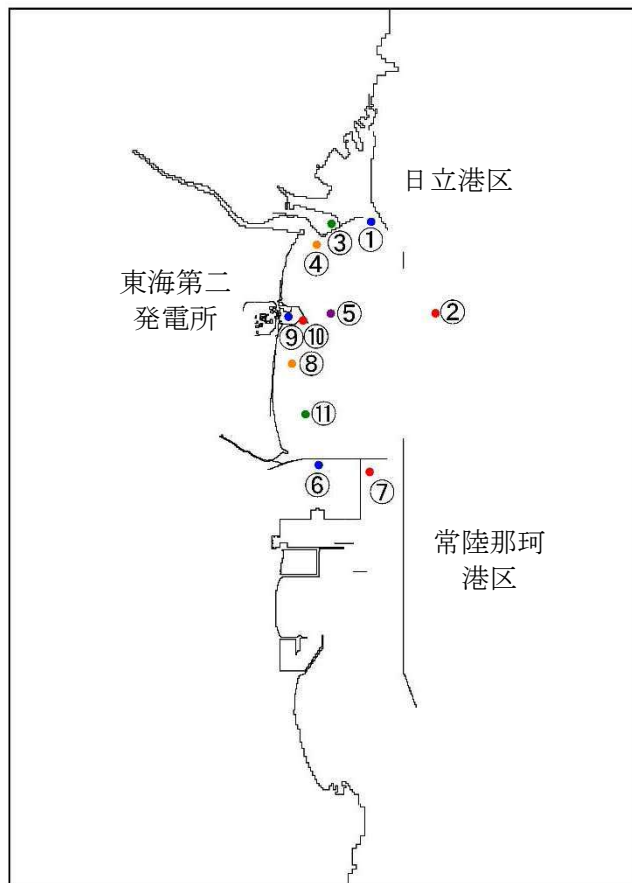 日立港区
①
③
④
東海第二
発電所
⑤
②
⑨
⑩
⑧
⑪
⑥
⑦
常陸那珂
港区